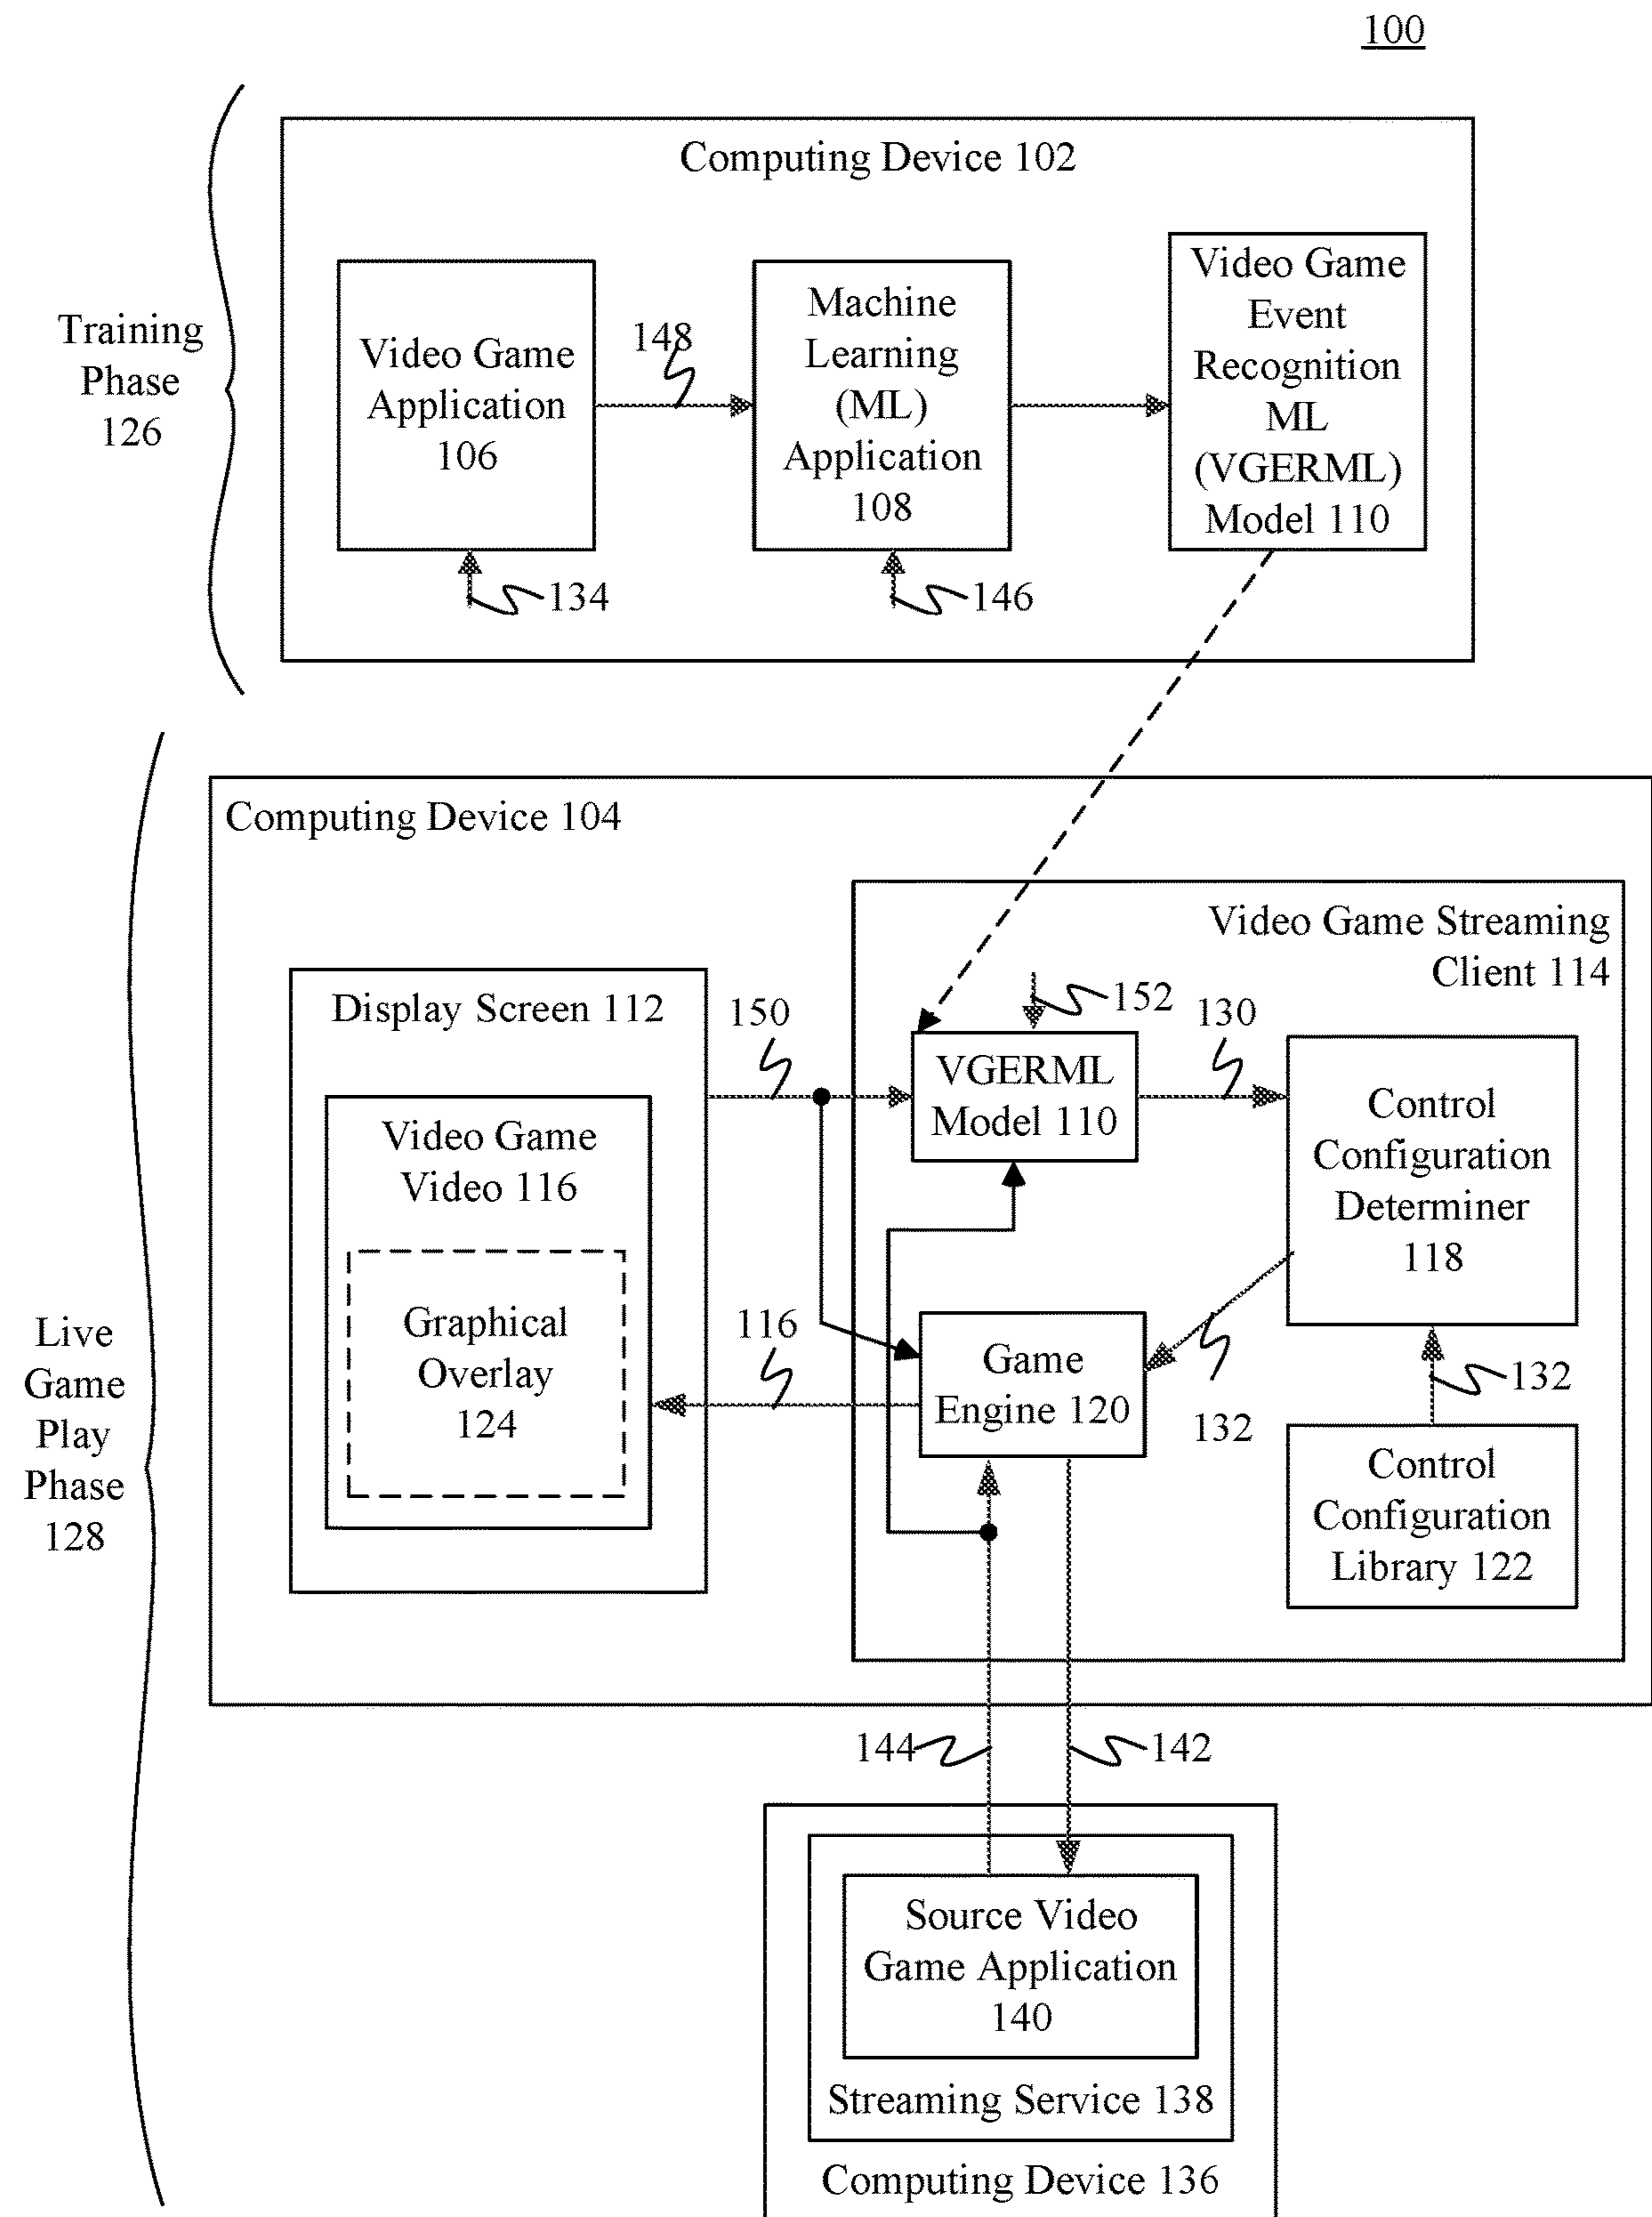 100
Computing Device 102
Training
Phase
126
Video Game
Application
106
148
Machine
Learning
(ML)
Application
108
Video Game
Event
Recognition
ML
(VGERML)
Model 110
134
146
Live
Game
Play
Phase
128
Computing Device 104
Video Game Streaming
Client 114
Display Screen 112
150
152
130
VGERML
Model 110
Control
Configuration
Determiner
118
Video Game
Video 116
Graphical
Overlay
124
116
Game
Engine 120
132
132
Control
Configuration
Library 122
144
142
Source Video
Game Application
140
Streaming Service 138
Computing Device 136